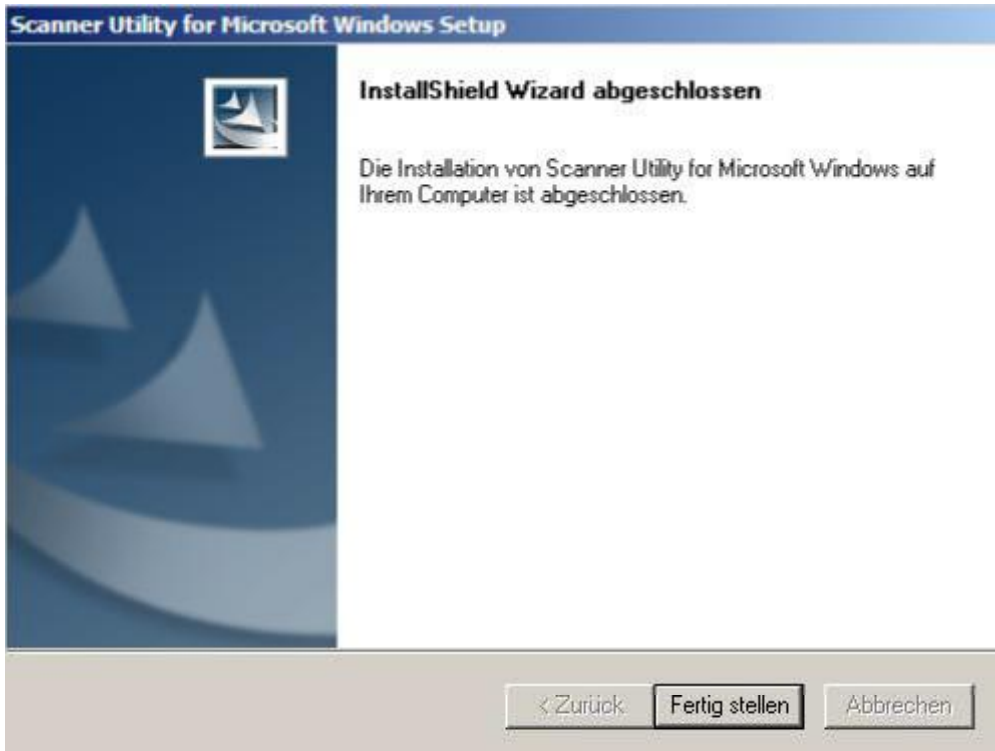 Scanner Utility for Microsoft Windows Setup
InstallShield Wizard abgeschlossen
Die Installation von Scanner Utility for Microsoft Windows auf
Ihrem Computer ist abgeschlossen.
< Zurück
Fertig stellen
Abbrechen